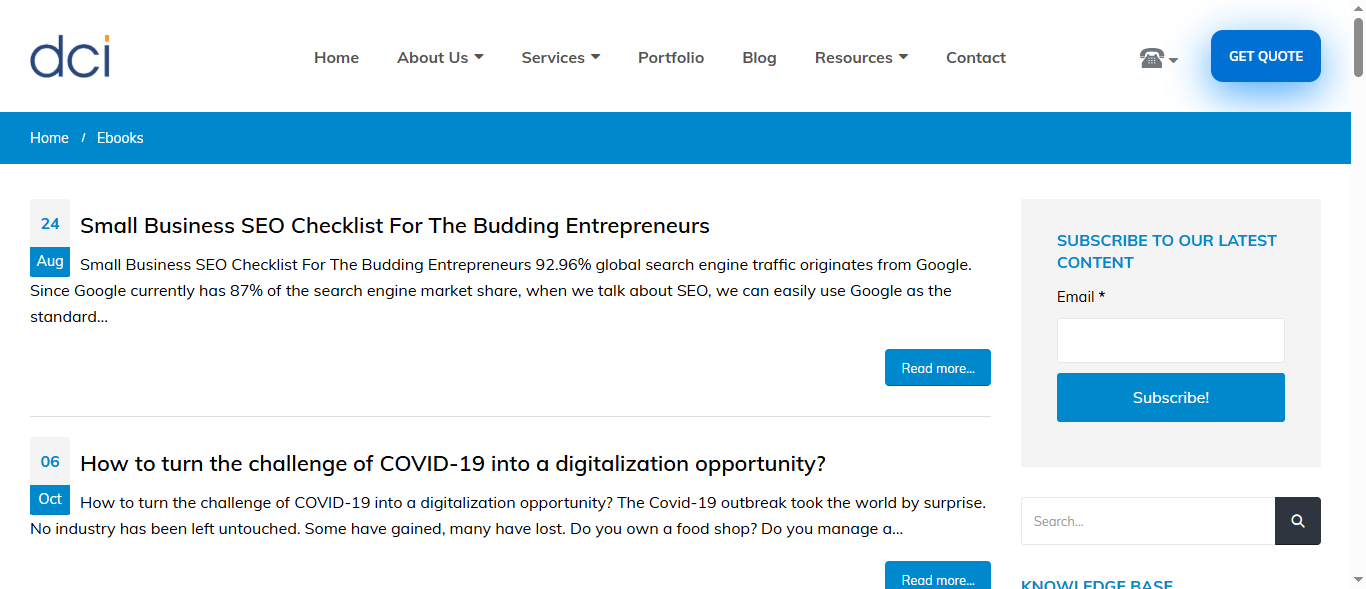 dci
Home
About Us
Services
Portfolio
Blog
Resources
Contact
GET QUOTE
Home / Ebooks
24
Aug
Small Business SEO Checklist For The Budding Entrepreneurs
Small Business SEO Checklist For The Budding Entrepreneurs 92.96% global search engine traffic originates from Google.
Since Google currently has 87% of the search engine market share, when we talk about SEO, we can easily use Google as the
standard...
Read more...
06
Oct
How to turn the challenge of COVID-19 into a digitalization opportunity?
How to turn the challenge of COVID-19 into a digitalization opportunity? The Covid-19 outbreak took the world by surprise.
No industry has been left untouched. Some have gained, many have lost. Do you own a food shop? Do you manage a...
Read more...
SUBSCRIBE TO OUR LATEST
CONTENT
Email *
Subscribe!
Search...
KNOWLEDGE BASE